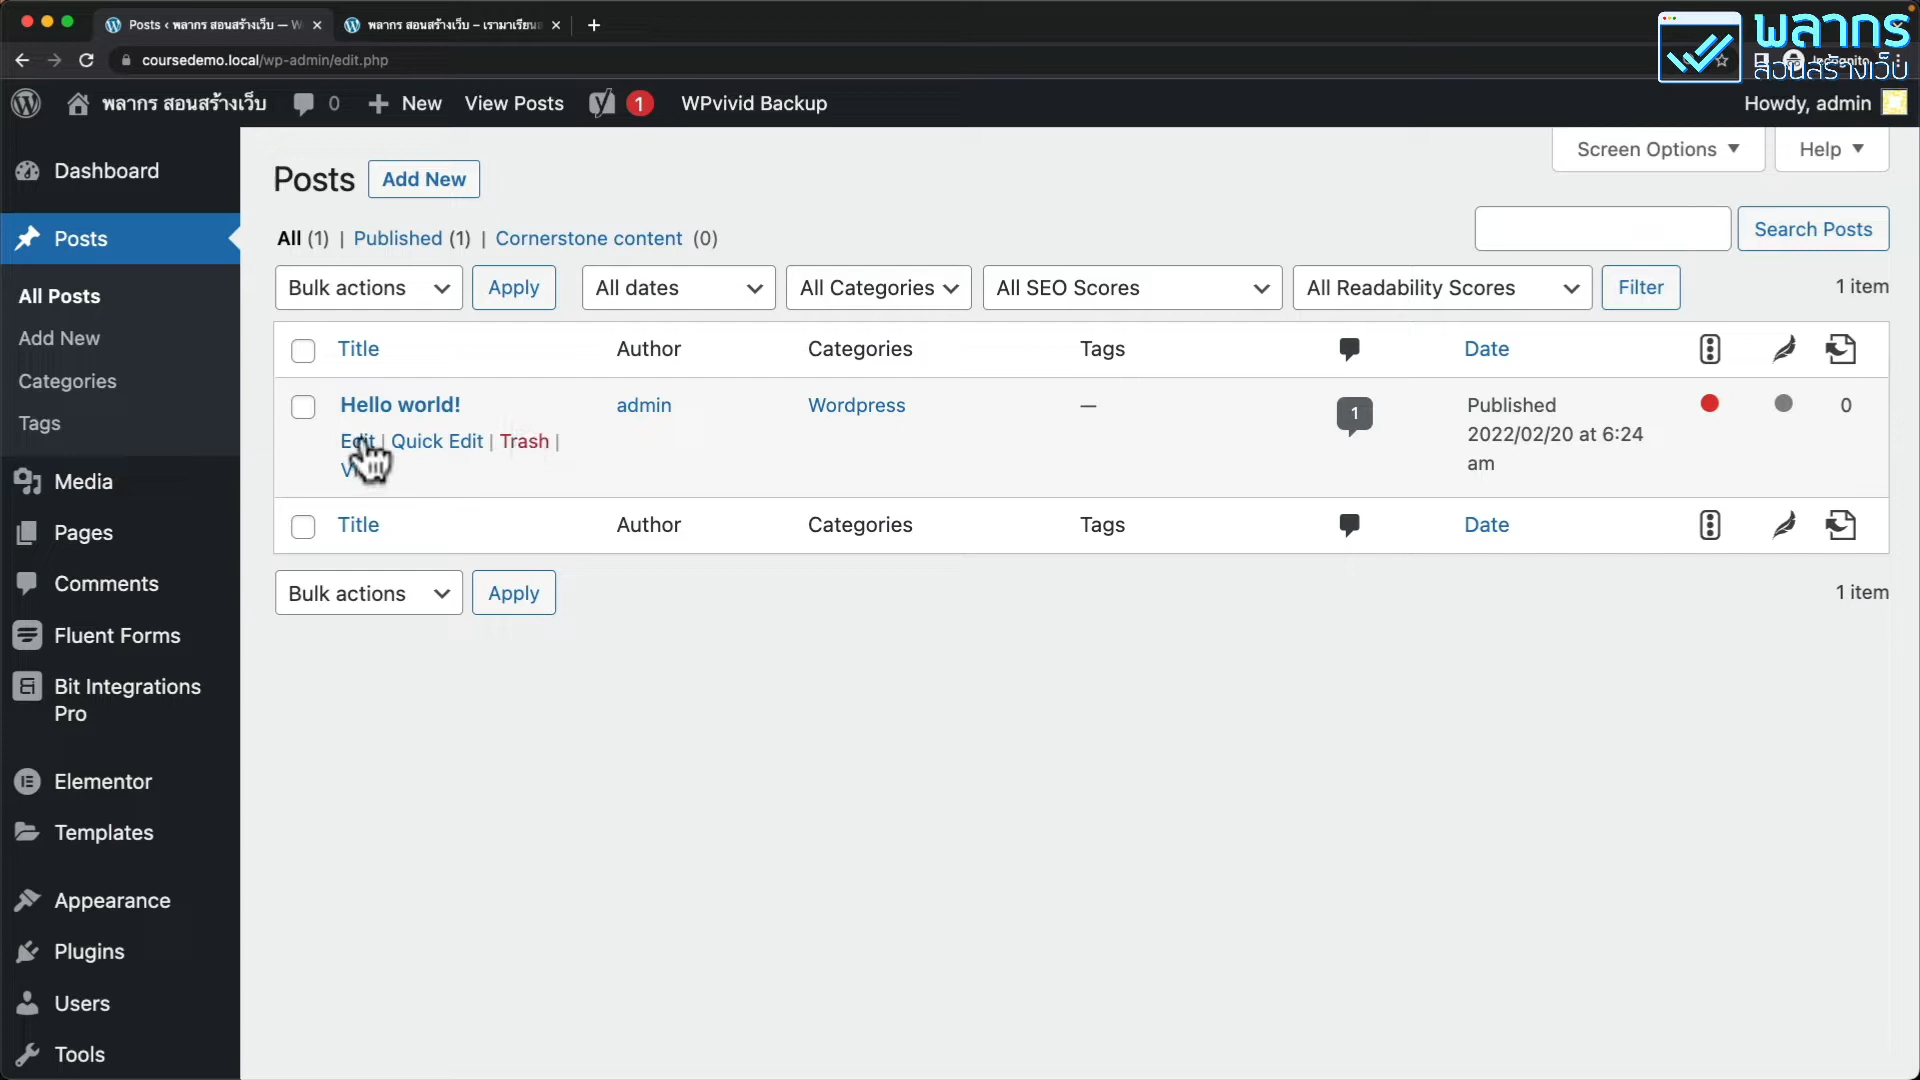 Posts ‹ พลากร สอนสร้างเว็บ — W
พลากร สอนสร้างเว็บ – เรามาเรียน
coursedemo.local/wp-admin/edit.php
พลากร
สอนสร้างเว็บ
พลากร สอนสร้างเว็บ
0
New
View Posts
1
WPvivid Backup
Howdy, admin
Dashboard
Posts
All Posts
Add New
Categories
Tags
Media
Pages
Comments
Fluent Forms
Bit Integrations
Pro
Elementor
Templates
Appearance
Plugins
Users
Tools
Screen Options
Help
Posts
Add New
All (1) | Published (1) | Cornerstone content (0)
Search Posts
Bulk actions
Apply
All dates
All Categories
All SEO Scores
All Readability Scores
Filter
1 item
Title
Author
Categories
Tags
Date
Hello world!
admin
Wordpress
—
1
Published
2022/02/20 at 6:24
am
0
Edit | Quick Edit | Trash |
Title
Author
Categories
Tags
Date
Bulk actions
Apply
1 item